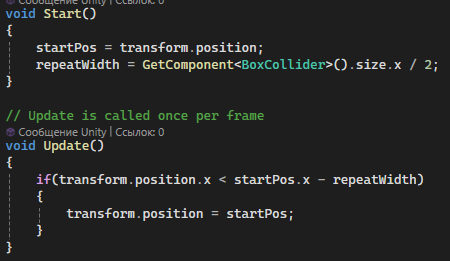 Сообщение Unity | Ссылок: 0
void Start()
{
startPos = transform.position;
repeatWidth = GetComponent<BoxCollider>().size.x / 2;
}
// Update is called once per frame
Сообщение Unity | Ссылок: 0
void Update()
{
if(transform.position.x < startPos.x - repeatWidth)
{
transform.position = startPos;
}
}